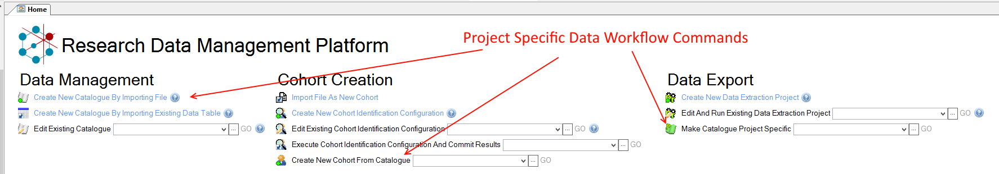 Home
Research Data Management Platform
Project Specific Data Workflow Commands
Data Management
Create New Catalogue By Importing File ?
Create New Catalogue By Importing Existing Data Table ?
Edit Existing Catalogue ... GO ?
Cohort Creation
Import File As New Cohort
Create New Cohort Identification Configuration ?
Edit Existing Cohort Identification Configuration ... GO ?
Execute Cohort Identification Configuration And Commit Results ... GO
Create New Cohort From Catalogue ... GO
Data Export
Create New Data Extraction Project ?
Edit And Run Existing Data Extraction Project ... GO ?
Make Catalogue Project Specific ... GO